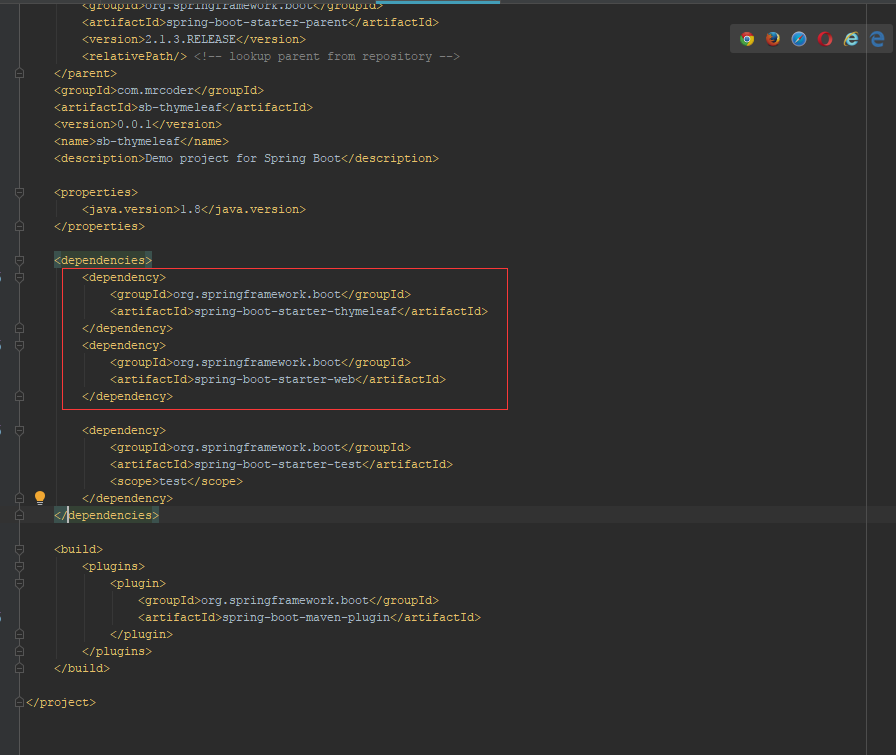 <groupId>org.springframework.boot</groupId>
<artifactId>spring-boot-starter-parent</artifactId>
<version>2.1.3.RELEASE</version>
<relativePath/> <!-- lookup parent from repository -->
</parent>
<groupId>com.mrcoder</groupId>
<artifactId>sb-thymeleaf</artifactId>
<version>0.0.1</version>
<name>sb-thymeleaf</name>
<description>Demo project for Spring Boot</description>
<properties>
<java.version>1.8</java.version>
</properties>
<dependencies>
<dependency>
<groupId>org.springframework.boot</groupId>
<artifactId>spring-boot-starter-thymeleaf</artifactId>
</dependency>
<dependency>
<groupId>org.springframework.boot</groupId>
<artifactId>spring-boot-starter-web</artifactId>
</dependency>
<dependency>
<groupId>org.springframework.boot</groupId>
<artifactId>spring-boot-starter-test</artifactId>
<scope>test</scope>
</dependency>
</dependencies>
<build>
<plugins>
<plugin>
<groupId>org.springframework.boot</groupId>
<artifactId>spring-boot-maven-plugin</artifactId>
</plugin>
</plugins>
</build>
</project>